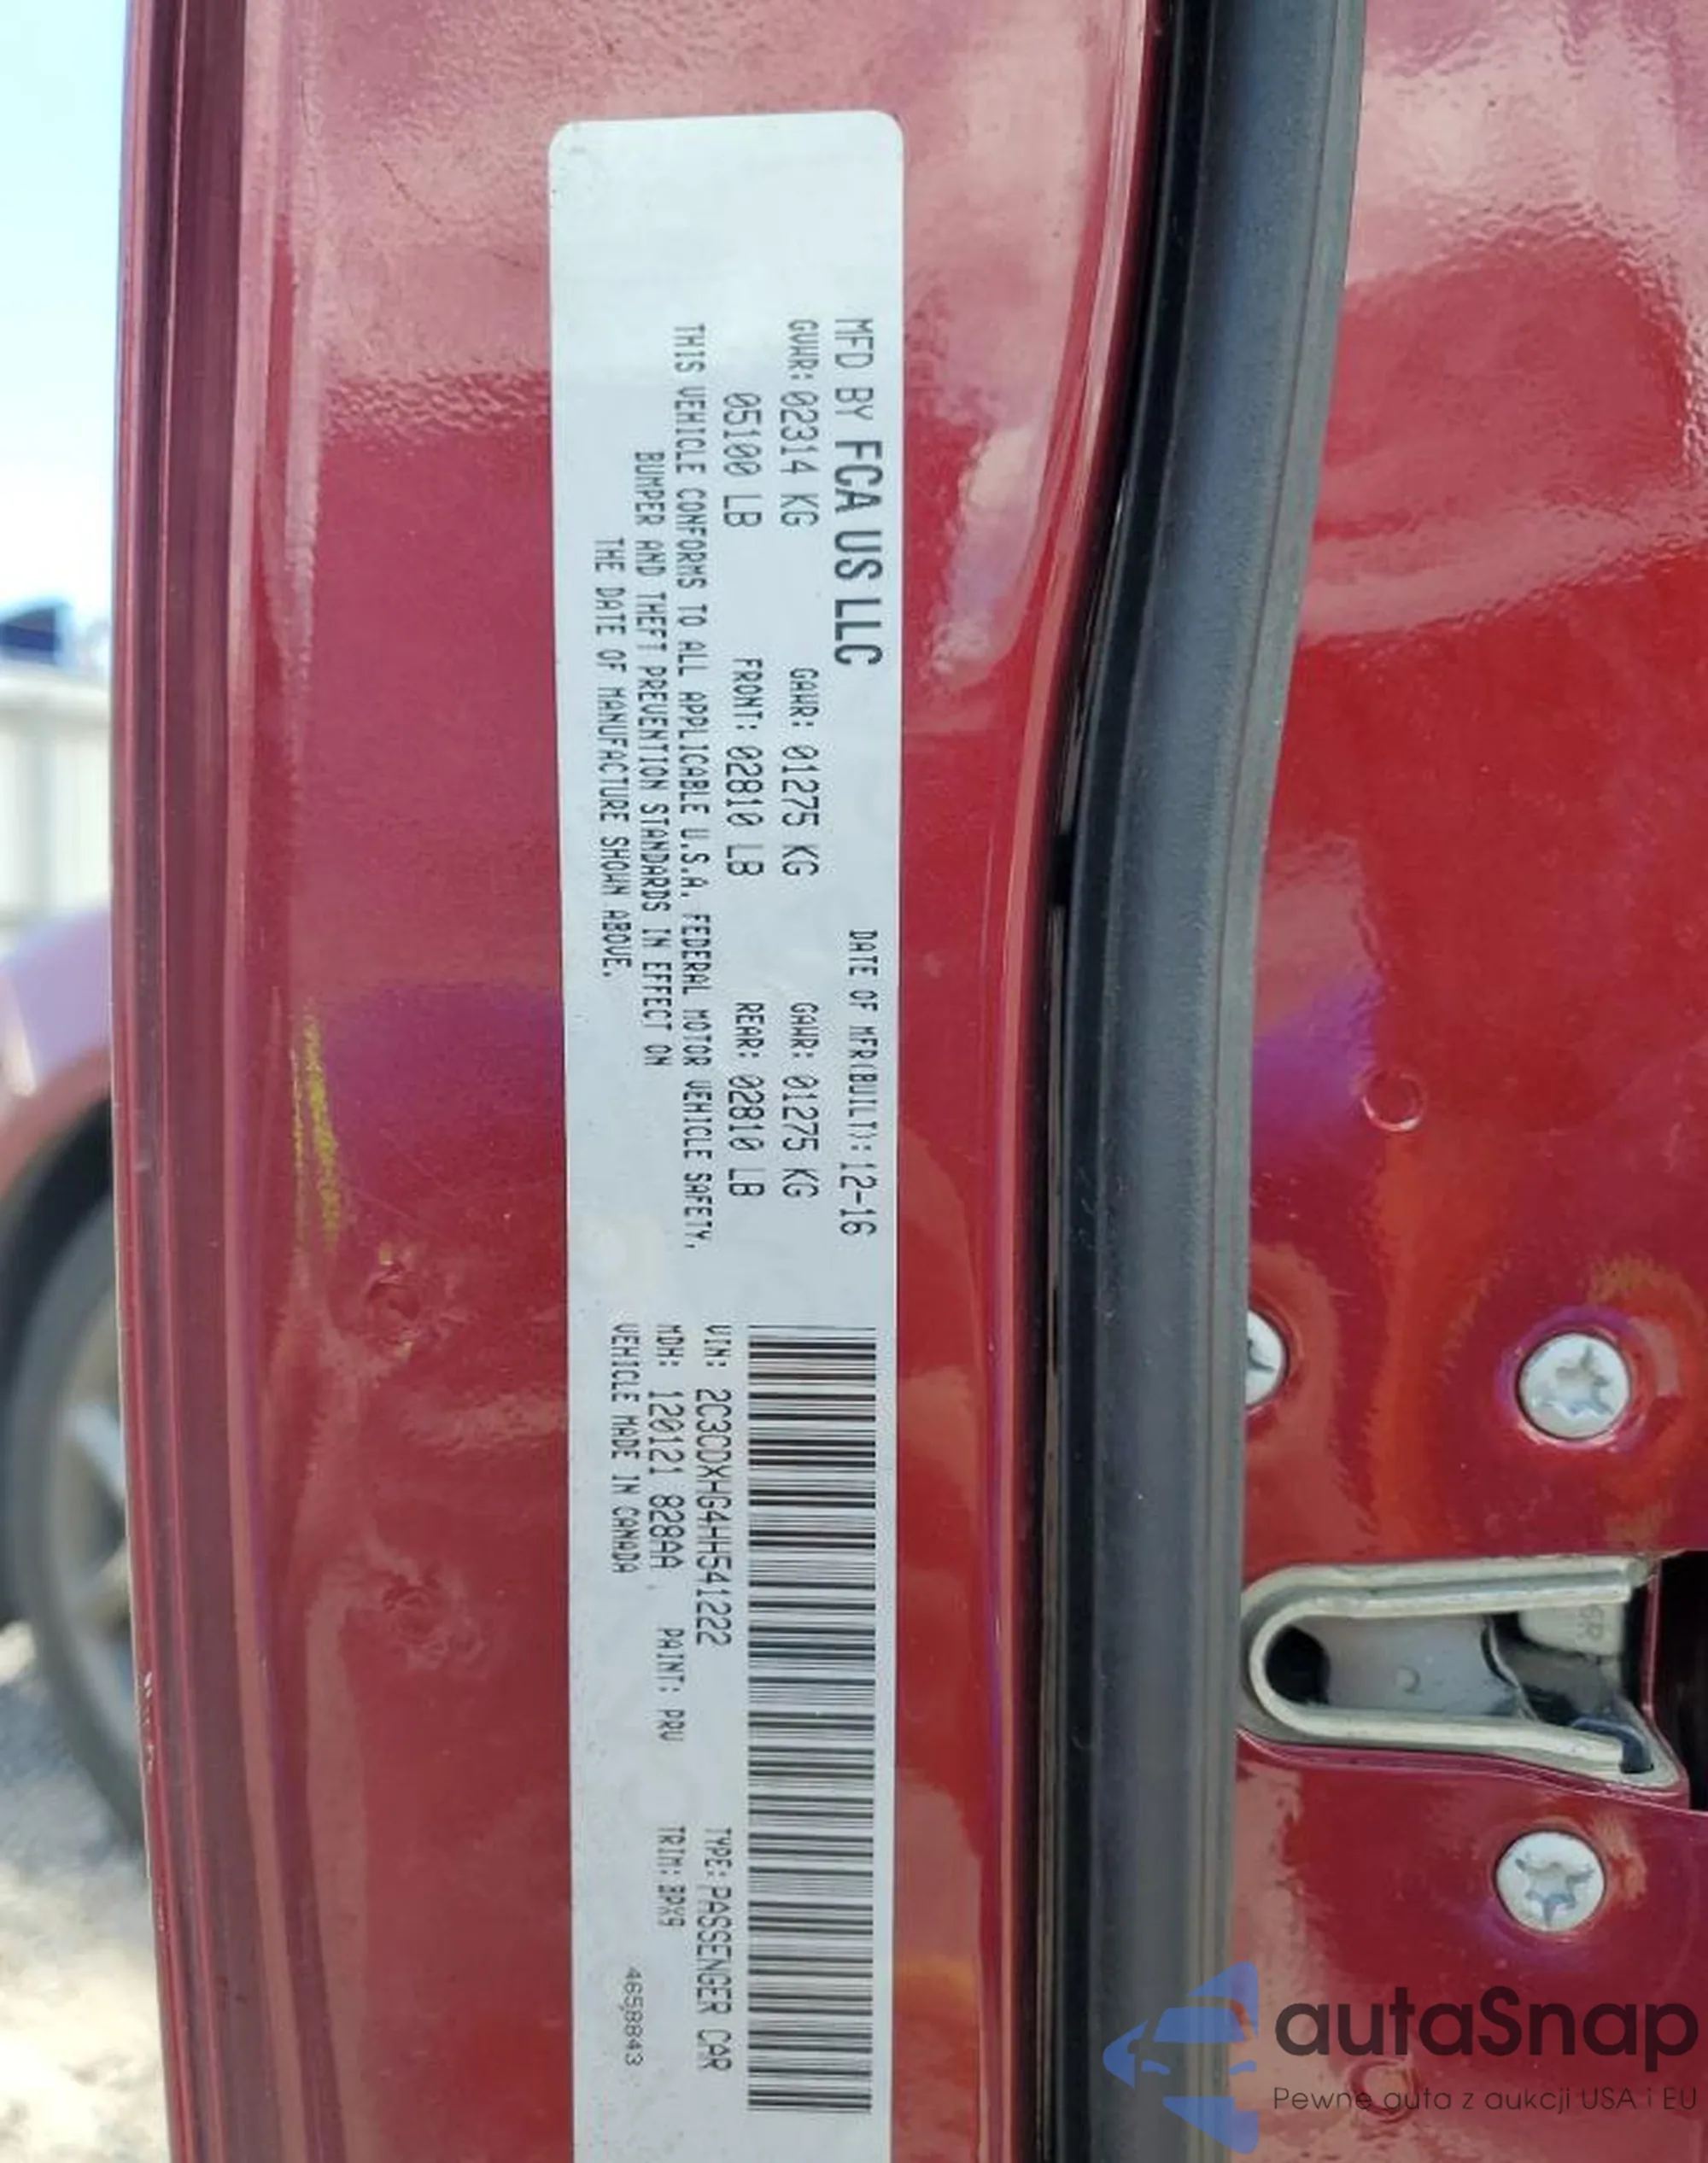 MFD BY FCA US LLC
DATE OF MFR(BUILT): 12-16
GVWR: 02314 KG
GAWR: 01275 KG
GAWR: 01275 KG
05100 LB
FRONT: 02810 LB
REAR: 02810 LB
THIS VEHICLE CONFORMS TO ALL APPLICABLE U.S.A. FEDERAL MOTOR VEHICLE SAFETY,
BUMPER AND THEFT PREVENTION STANDARDS IN EFFECT ON
THE DATE OF MANUFACTURE SHOWN ABOVE.
VIN: 2C3CDXHG4HH541222
TYPE: PASSENGER CAR
MDH: 120121 828AA
PAINT: PRV
TRIM: BPX9
VEHICLE MADE IN CANADA
4658843
autaSnap
Pewne auta z aukcji USA i EU